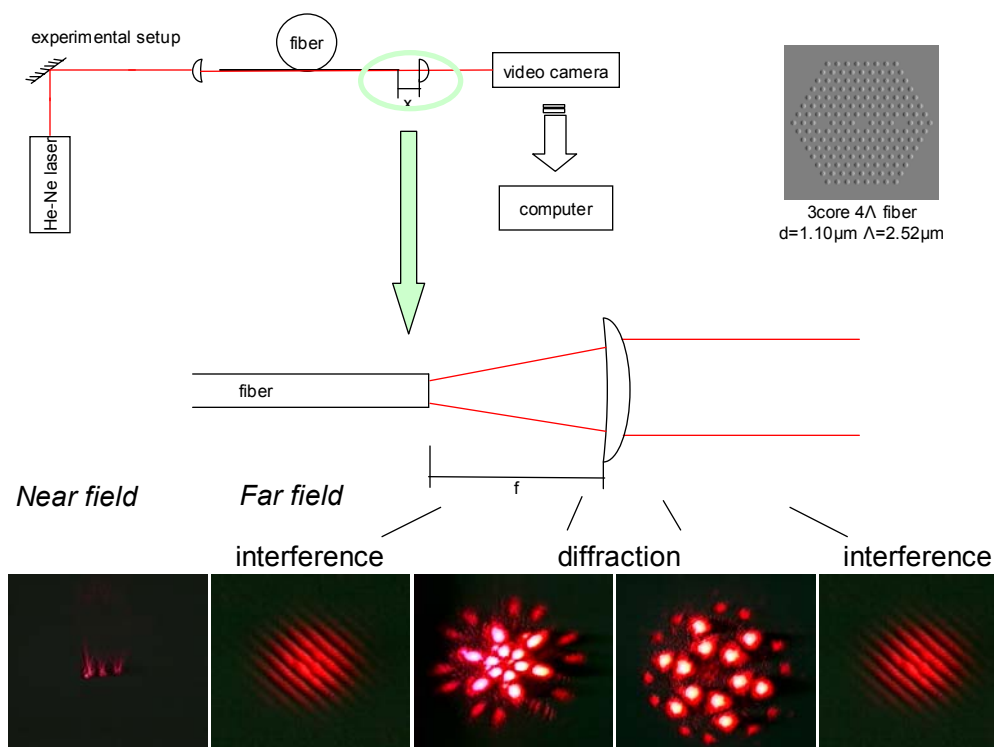 experimental setup
fiber
video camera
x
He-Ne laser
computer
3core 4Λ fiber
d=1.10µm Λ=2.52µm
fiber
f
Near field
Far field
interference
diffraction
interference